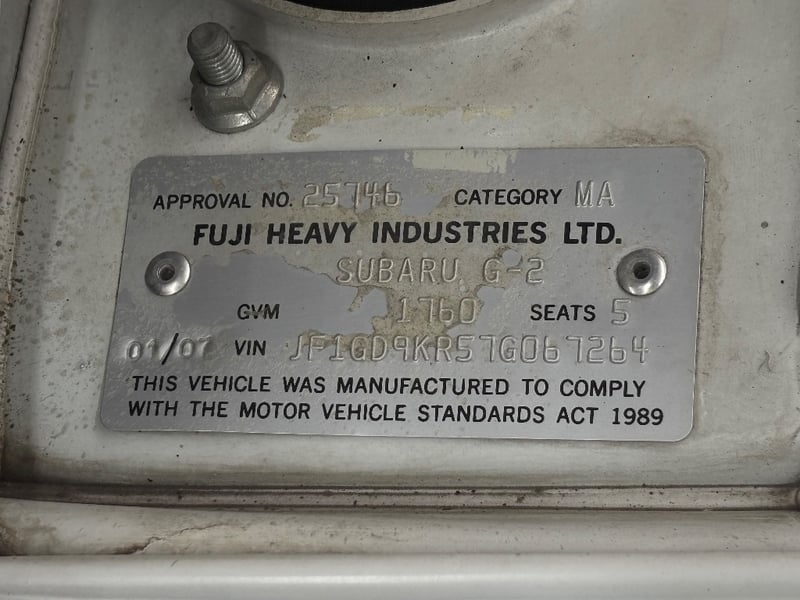 APPROVAL NO. 25746 CATEGORY MA
FUJI HEAVY INDUSTRIES LTD.
SUBARU G-2
GVM 1760 SEATS 5
01/07 VIN JF1GD9KR57G067264
THIS VEHICLE WAS MANUFACTURED TO COMPLY
WITH THE MOTOR VEHICLE STANDARDS ACT 1989